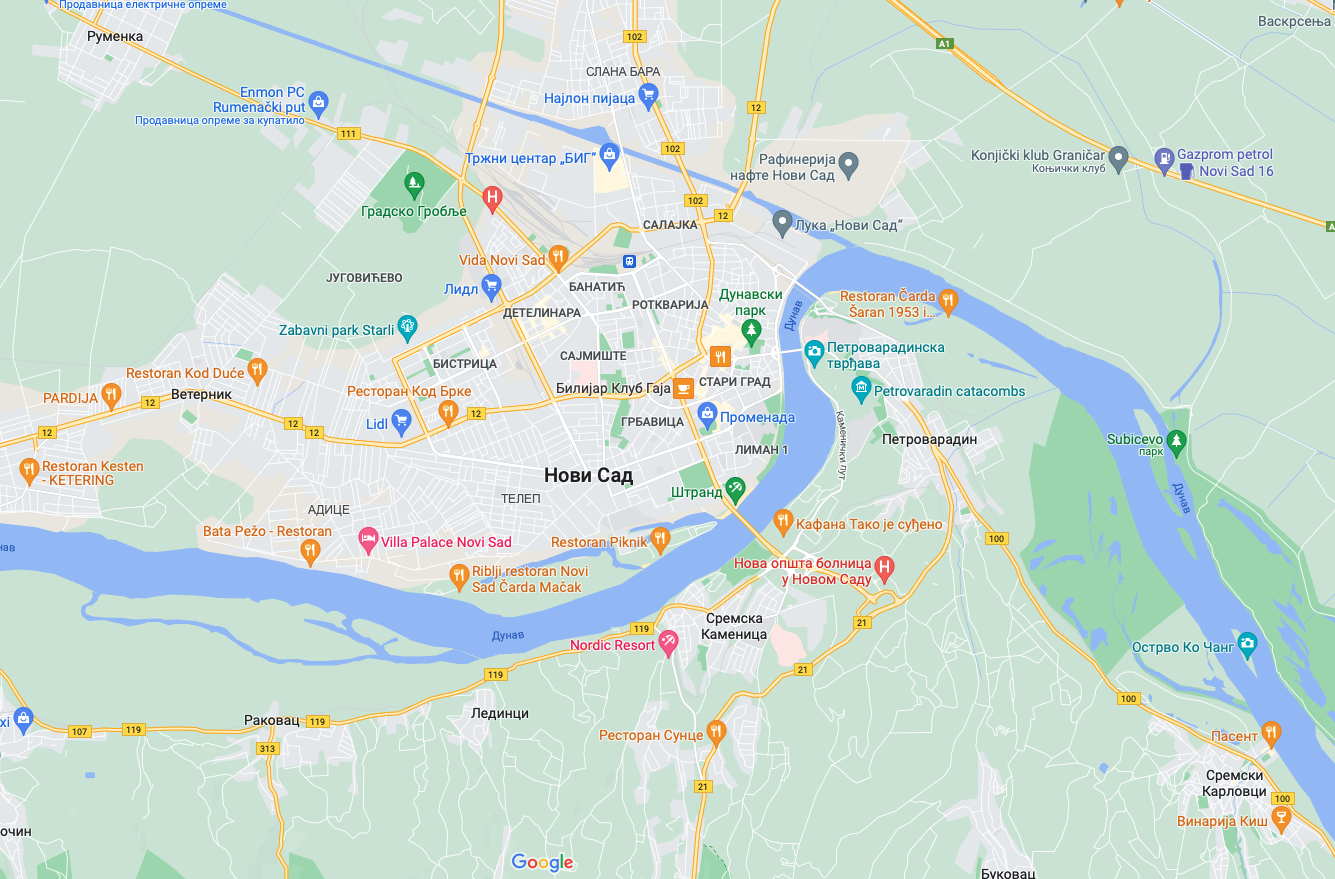 Продавница електричне опреме
Руменка
102
A1
Васкрсења
СЛАНА БАРА
Enmon PC
Rumenački put
Продавница опреме за купатило
Најлон пијаца
12
111
102
Тржни центар „БИГ“
Рафинерија
нафте Нови Сад
Konjički klub Graničar
Коњички клуб
Gazprom petrol
Novi Sad 16
H
Градско Гробље
102
12
САЛАЈКА
Лука „Нови Сад“
A
Vida Novi Sad
ЈУГОВИЋЕВО
Лидл
БАНАТИЋ
РОТКВАРИЈА
Дунавски
парк
Дунав
Restoran Čarda
Šaran 1953 i...
ДЕТЕЛИНАРА
Zabavni park Starli
САЈМИШТЕ
БИСТРИЦА
Петроварадинска
тврђава
Restoran Kod Duće
Ветерник
Ресторан Код Брке
Билијар Клуб Гаја
СТАРИ ГРАД
Petrovaradin catacombs
PARDIJA
12
12
12
12
12
Lidl
ГРБАВИЦА
Променада
Каменички пут
Петроварадин
Subicevo
парк
ЛИМАН 1
Restoran Kesten
- KETERING
Нови Сад
Штранд
ТЕЛЕП
АДИЦЕ
Дунав
Bata Pežo - Restoran
Villa Palace Novi Sad
Restoran Piknik
Кафана Тако је суђено
100
нав
Riblji restoran Novi
Sad Čarda Mačak
Нова општа болница
у Новом Саду
H
Дунав
119
Сремска
Каменица
21
Nordic Resort
21
Острво Ко Чанг
119
100
xi
107
119
Раковац
119
Лединци
313
Ресторан Сунце
Пасент
21
Сремски
Карловци
100
Винарија Киш
очин
Google
Буковац